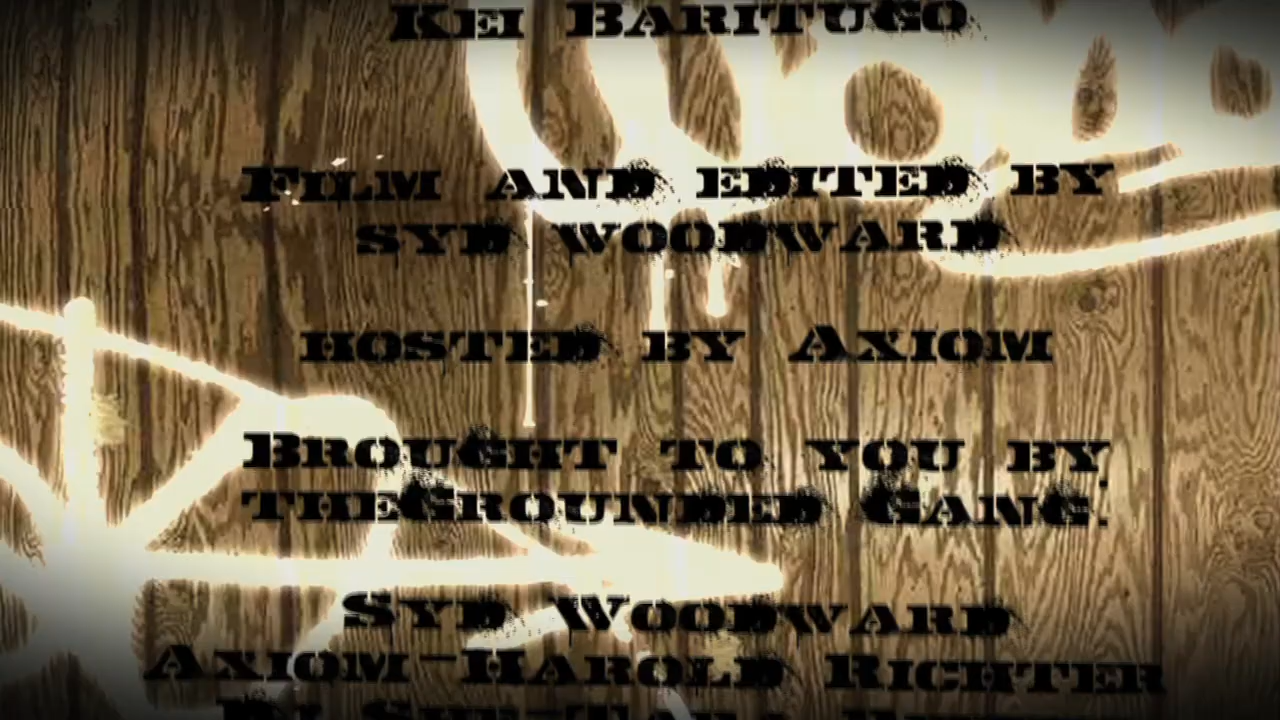 Kei Baritugo
Film and edited by
Syd Woodward
hosted by Axiom
Brought to you by
theGrounded Gang.
Syd Woodward
Axiom-Harold Richter